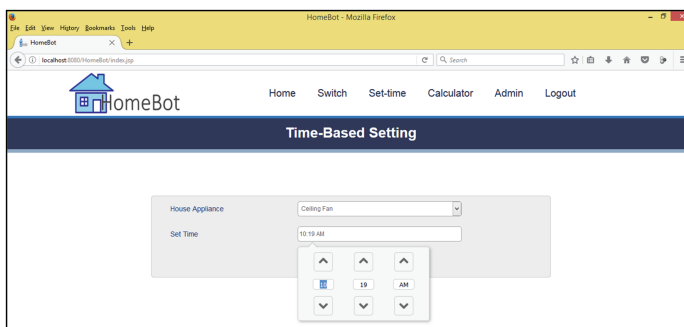 HomeBot - Mozilla Firefox
File Edit View History Bookmarks Tools Help
HomeBot
localhost:8080/HomeBot/index.jsp
Search
HomeBot
Home Switch Set-time Calculator Admin Logout
Time-Based Setting
House Appliance
Ceiling Fan
Set Time
10:19 AM
10 19 AM